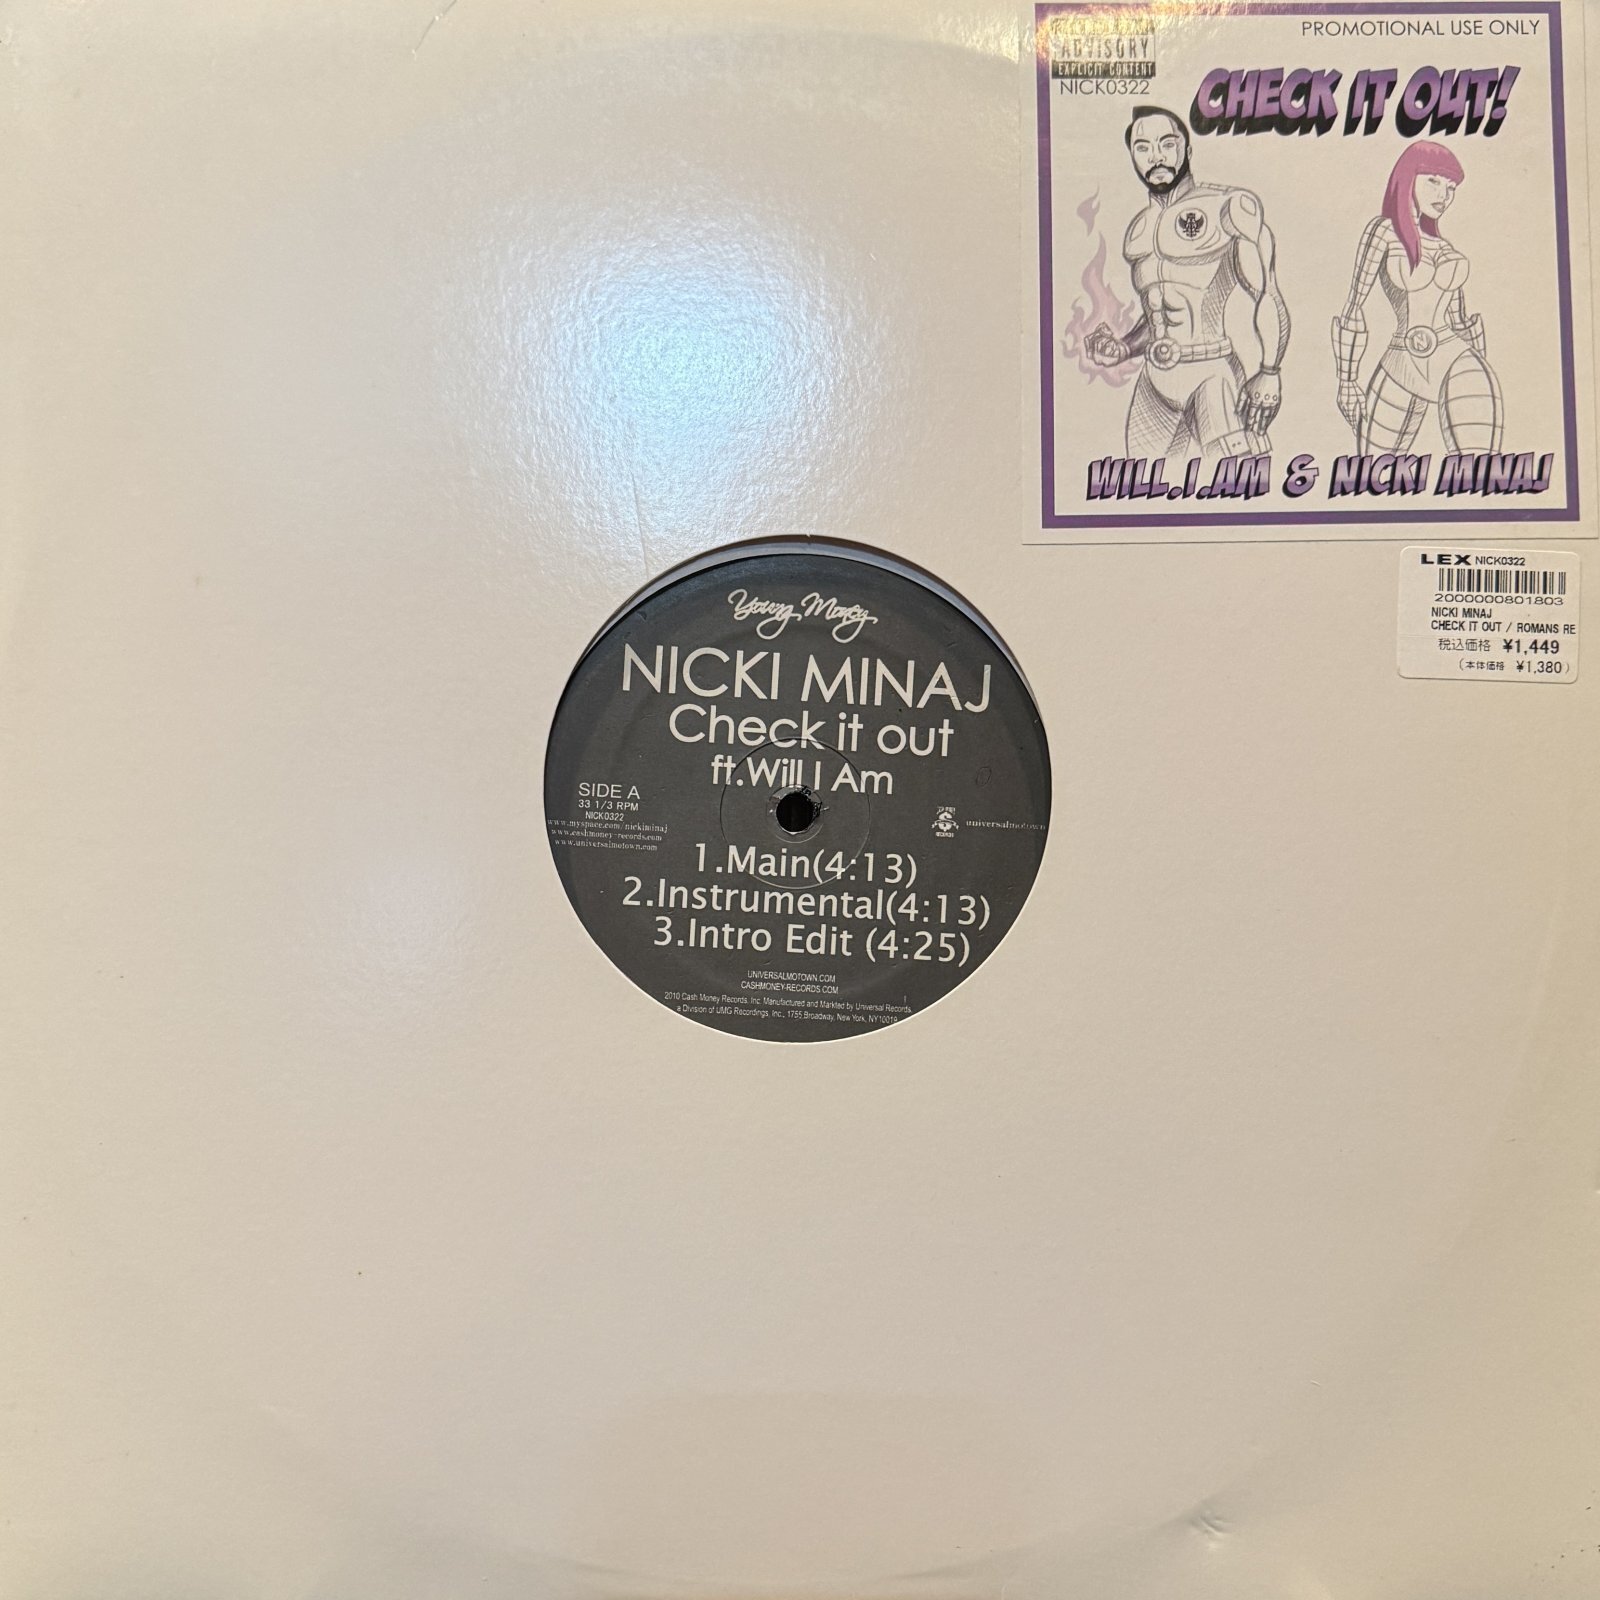 PROMOTIONAL USE ONLY
ADVISORY
EXPLICIT CONTENT
NICK0322
CHECK IT OUT!
WILL.I.AM & NICKI MINAJ
LEX NICK0322
2000000801803
NICKI MINAJ
CHECK IT OUT / ROMANS RE
税込価格 ¥1,449
(本体価格 ¥1,380)
Young Money
NICKI MINAJ
Check it out
ft.Will I Am
SIDE A
33 1/3 RPM
NICK0322
www.myspace.com/nickiminaj
www.cashmoney-records.com
www.universalmotown.com
universalmotown
1.Main(4:13)
2.Instrumental(4:13)
3.Intro Edit (4:25)
UNIVERSALMOTOWN.COM
CASHMONEY-RECORDS.COM
2010 Cash Money Records, Inc. Manufactured and Markted by Universal Records,
a Division of UMG Recordings, Inc., 1755 Broadway, New York, NY10019